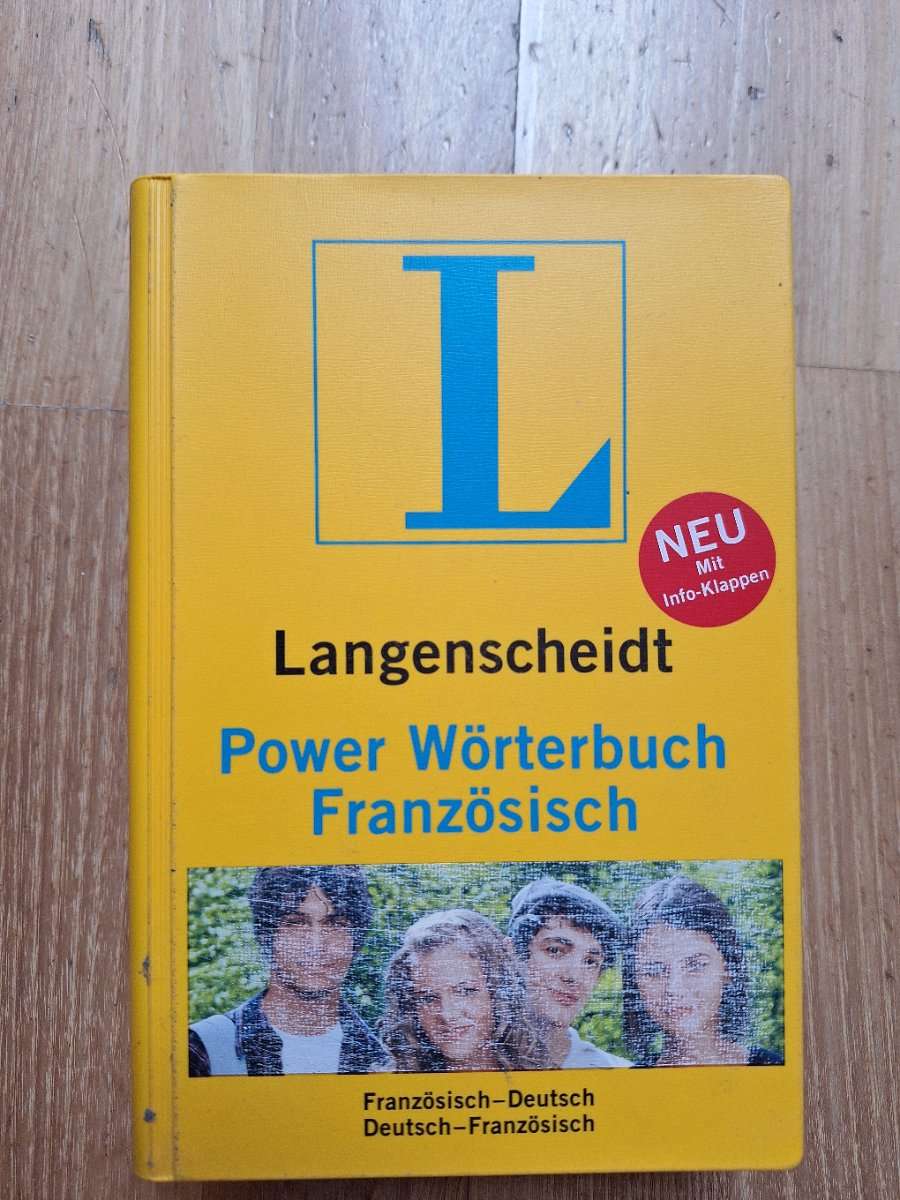 L
NEU
Mit
Info-Klappen
Langenscheidt
Power Wörterbuch
Französisch
Französisch–Deutsch
Deutsch–Französisch